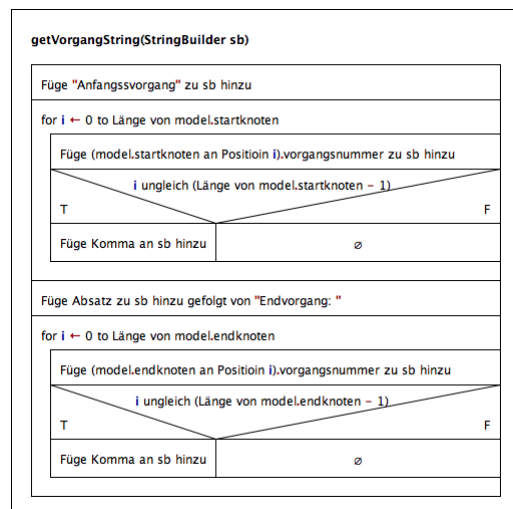 getVorgangString(StringBuilder sb)
Füge "Anfangssvorgang" zu sb hinzu
for i ← 0 to Länge von model.startknoten
Füge (model.startknoten an Positioin i).vorgangsnummer zu sb hinzu
i ungleich (Länge von model.startknoten - 1)
T F
Füge Komma an sb hinzu ∅
Füge Absatz zu sb hinzu gefolgt von "Endvorgang: "
for i ← 0 to Länge von model.endknoten
Füge (model.endknoten an Positioin i).vorgangsnummer zu sb hinzu
i ungleich (Länge von model.endknoten - 1)
T F
Füge Komma an sb hinzu ∅